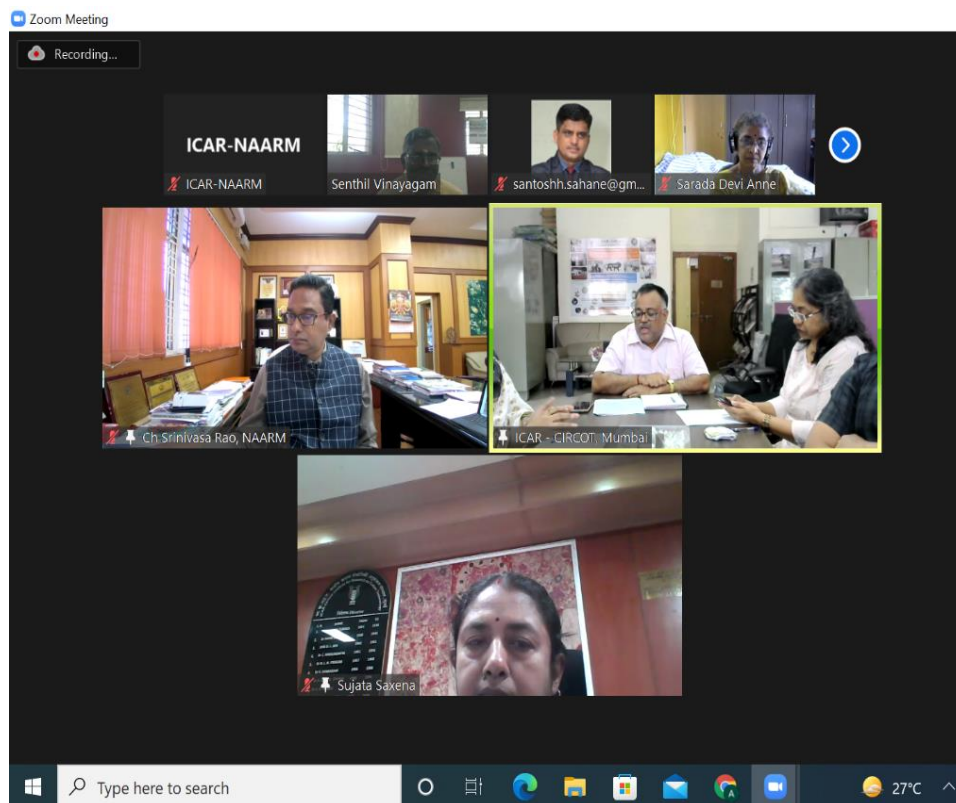 Zoom Meeting
Recording...
ICAR-NAARM
ICAR-NAARM
Senthil Vinayagam
santoshh.sahane@gm...
Sarada Devi Anne
Ch Srinivasa Rao, NAARM
ICAR - CIRCOT, Mumbai
Sujata Saxena
Type here to search
27°C